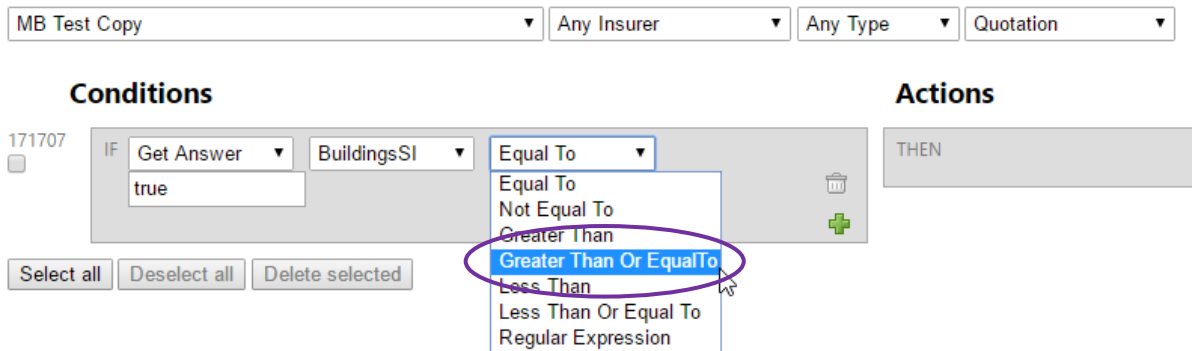 MB Test Copy Any Insurer Any Type Quotation
Conditions Actions
171707 IF Get Answer BuildingsSI Equal To THEN
true
Equal To
Not Equal To
Greater Than
Greater Than Or EqualTo
Less Than
Less Than Or Equal To
Regular Expression
Select all Deselect all Delete selected